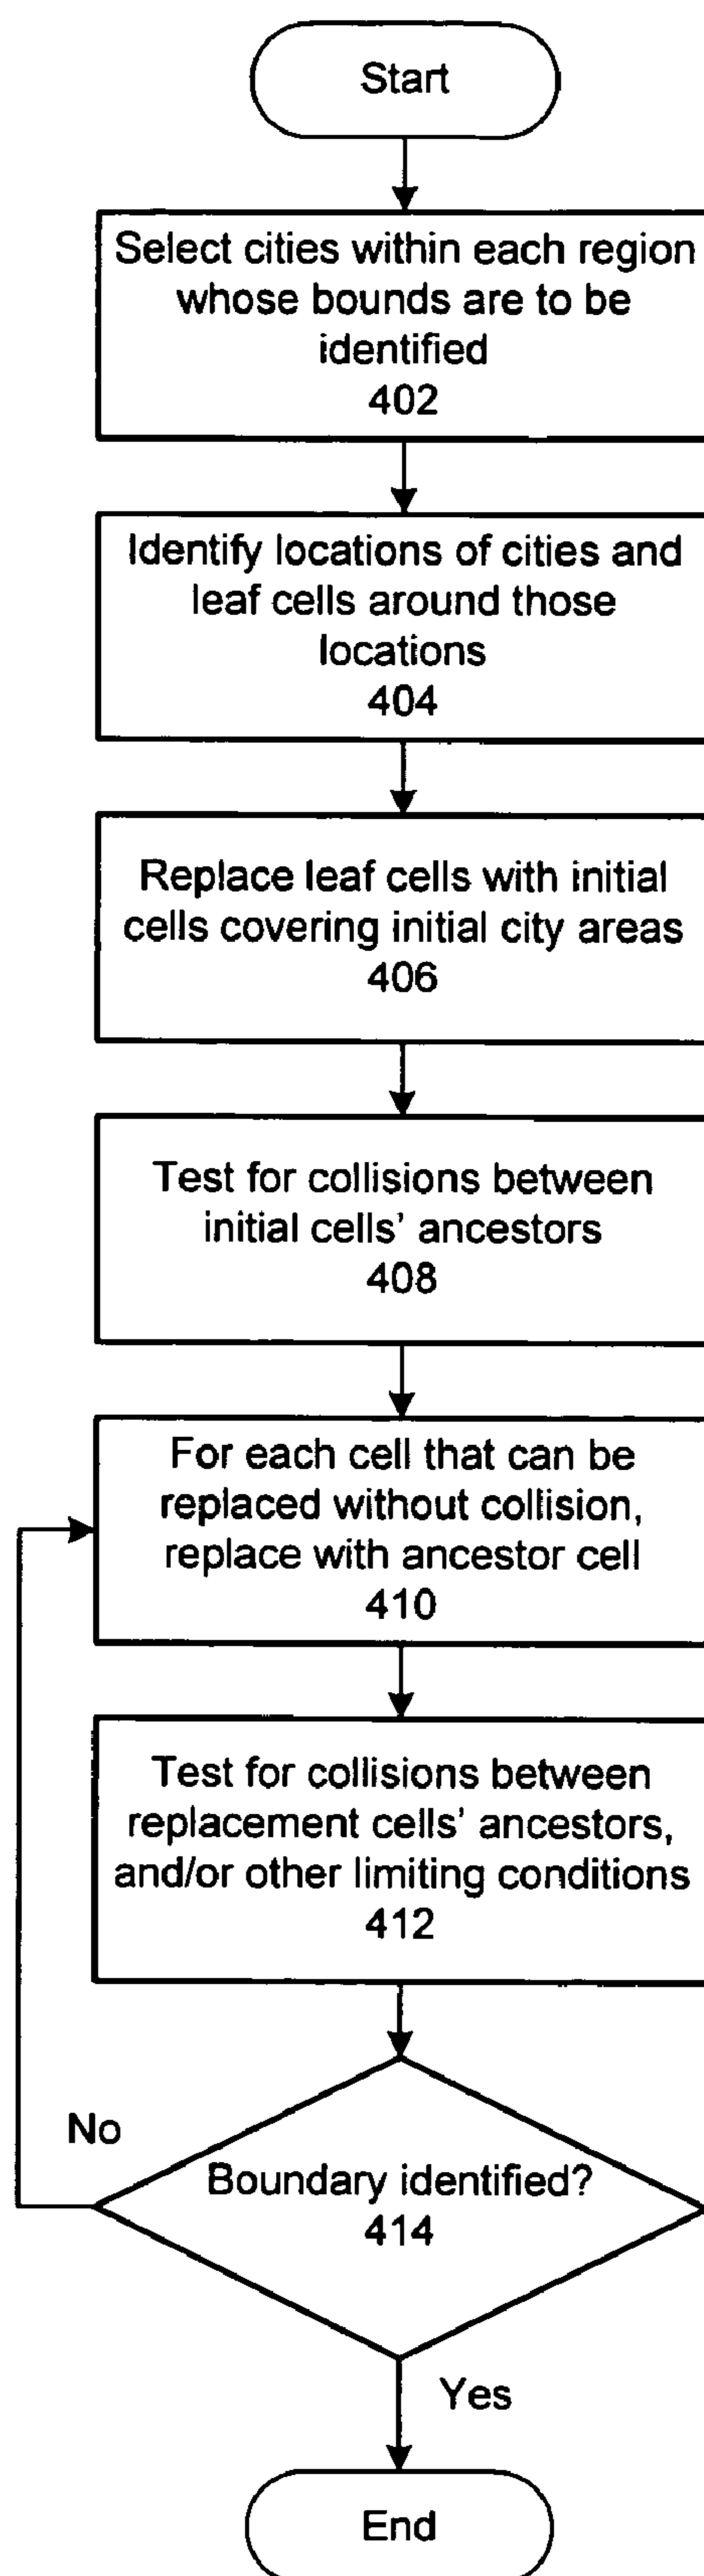 Start
Select cities within each region
whose bounds are to be
identified
402
Identify locations of cities and
leaf cells around those
locations
404
Replace leaf cells with initial
cells covering initial city areas
406
Test for collisions between
initial cells' ancestors
408
For each cell that can be
replaced without collision,
replace with ancestor cell
410
Test for collisions between
replacement cells' ancestors,
and/or other limiting conditions
412
No
Boundary identified?
414
Yes
End